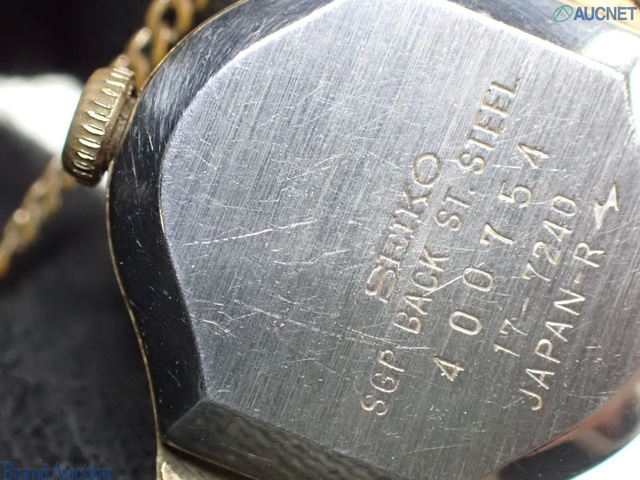 AUCNET
SEIKO
SGP BACK ST. STEEL
400754
17-7240
JAPAN-R
Brand Auction